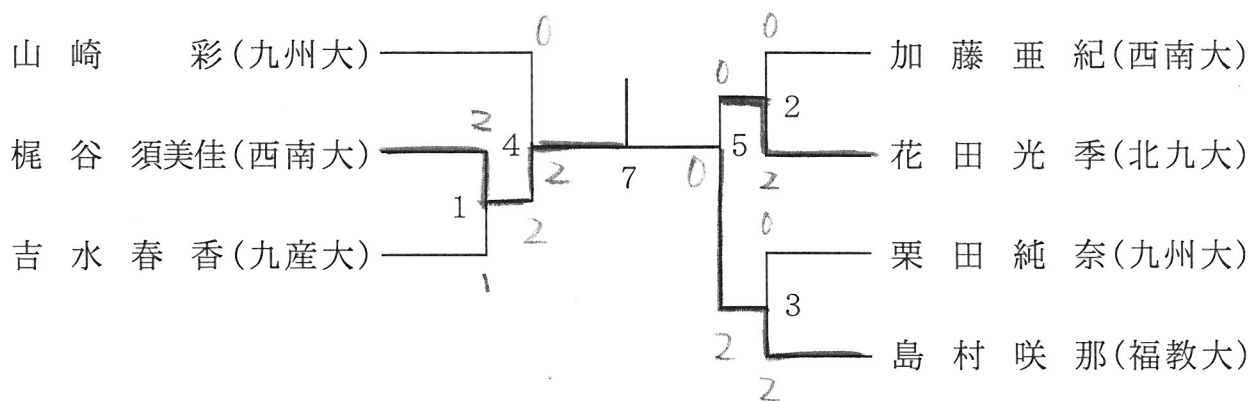 0 0
山崎 彩(九州大) 加藤亜紀(西南大)
0
2 2
梶谷 須美佳(西南大) 4 5 花田光季(北九大)
2 7 0 2
1
2 0
吉水春香(九産大) 栗田純奈(九州大)
1
3
2 島村咲那(福教大)
2